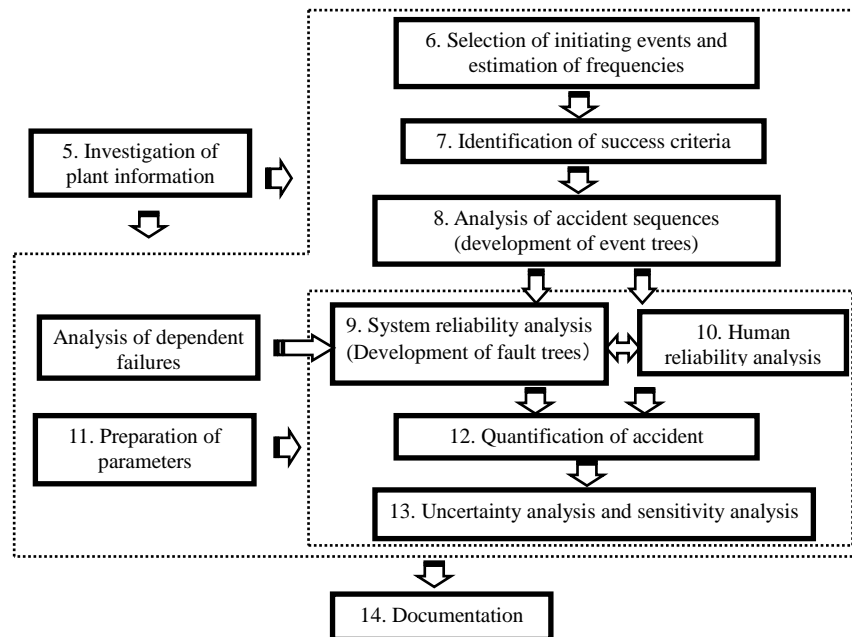 6. Selection of initiating events and
estimation of frequencies
5. Investigation of
plant information
7. Identification of success criteria
8. Analysis of accident sequences
(development of event trees)
Analysis of dependent
failures
9. System reliability analysis
(Development of fault trees）
10. Human
reliability analysis
11. Preparation of
parameters
12. Quantification of accident
13. Uncertainty analysis and sensitivity analysis
14. Documentation